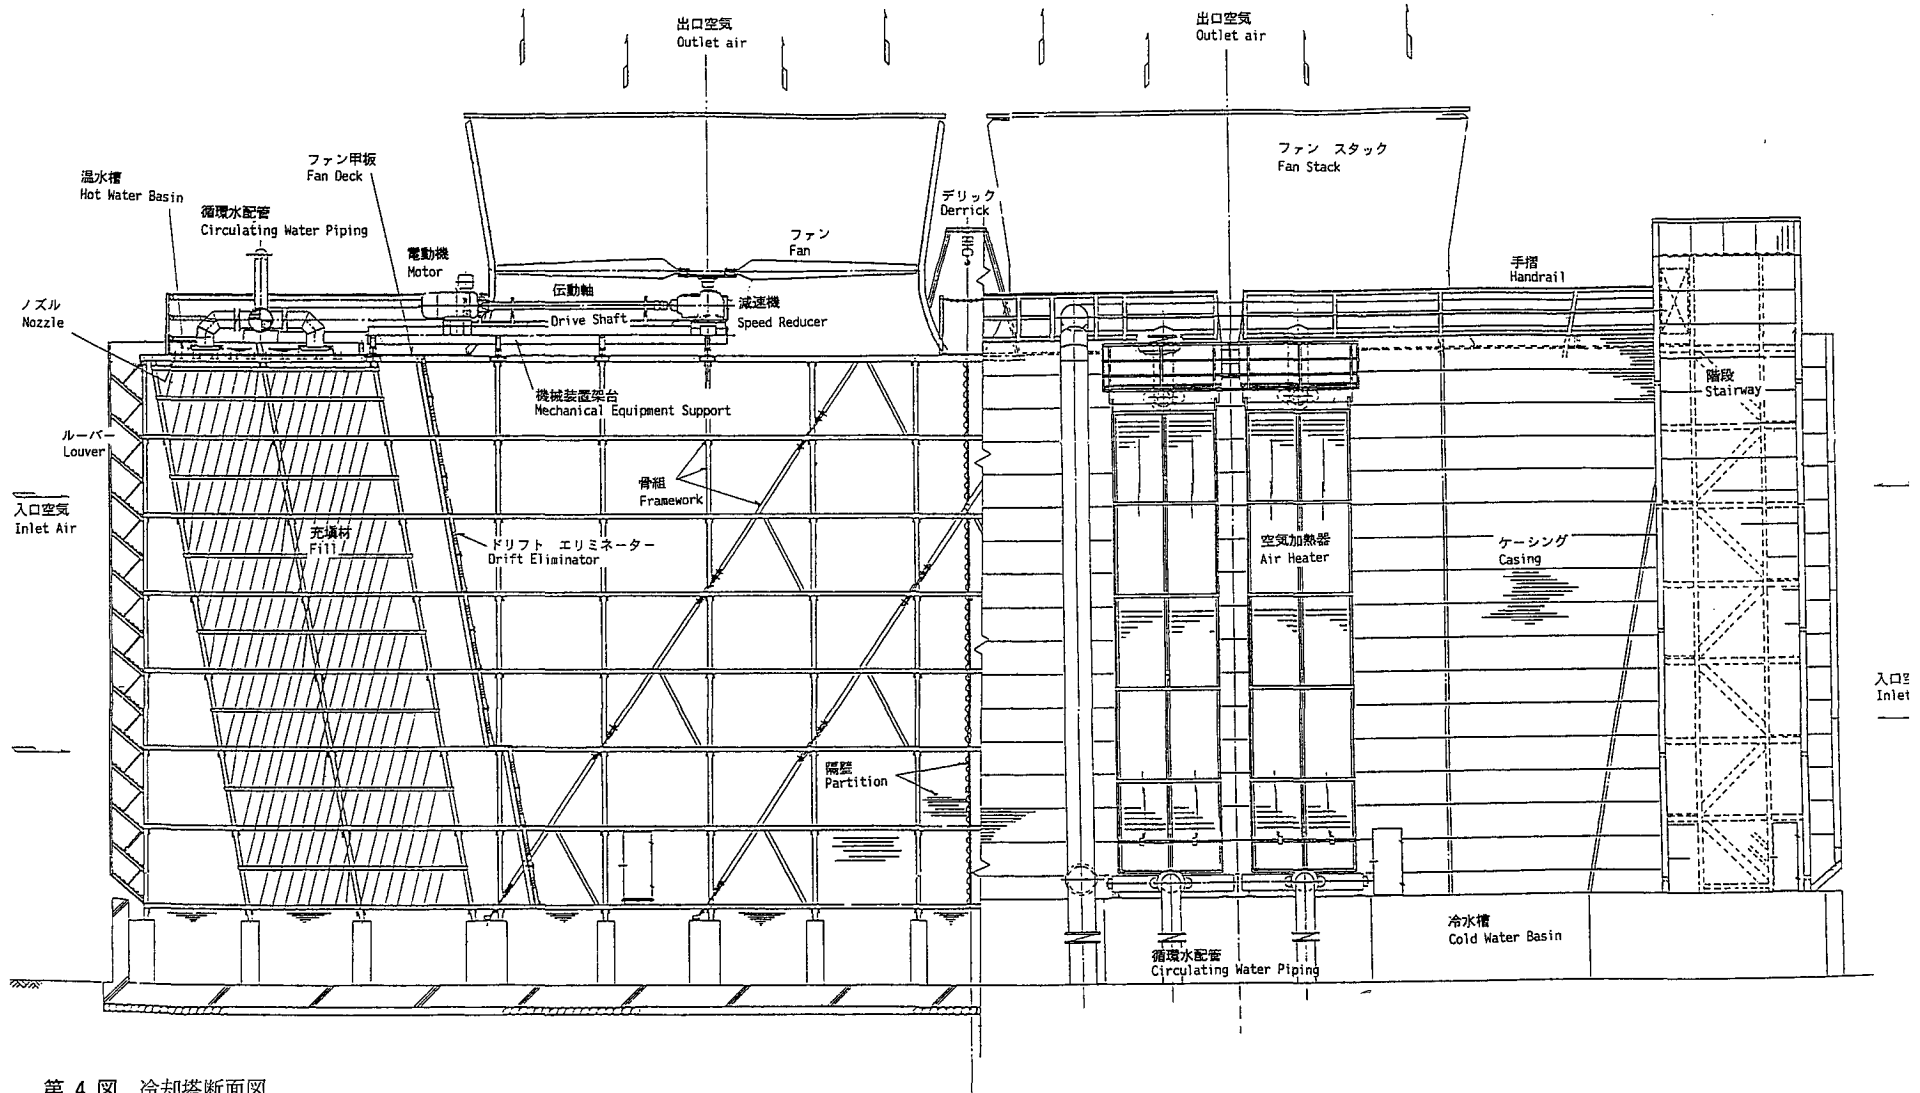 出口空気
Outlet air
出口空気
Outlet air
ファン甲板
Fan Deck
ファン スタック
Fan Stack
温水槽
Hot Water Basin
デリック
Derrick
循環水配管
Circulating Water Piping
ファン
Fan
電動機
Motor
手摺
Handrail
伝動軸
Drive Shaft
減速機
Speed Reducer
ノズル
Nozzle
階段
Stairway
機械装置架台
Mechanical Equipment Support
ルーバー
Louver
骨組
Framework
入口空気
Inlet Air
充塡材
Fill
ドリフト エリミネーター
Drift Eliminator
空気加熱器
Air Heater
ケーシング
Casing
入口空
Inlet
隔壁
Partition
冷水槽
Cold Water Basin
循環水配管
Circulating Water Piping
第 4 図 冷却塔断面図